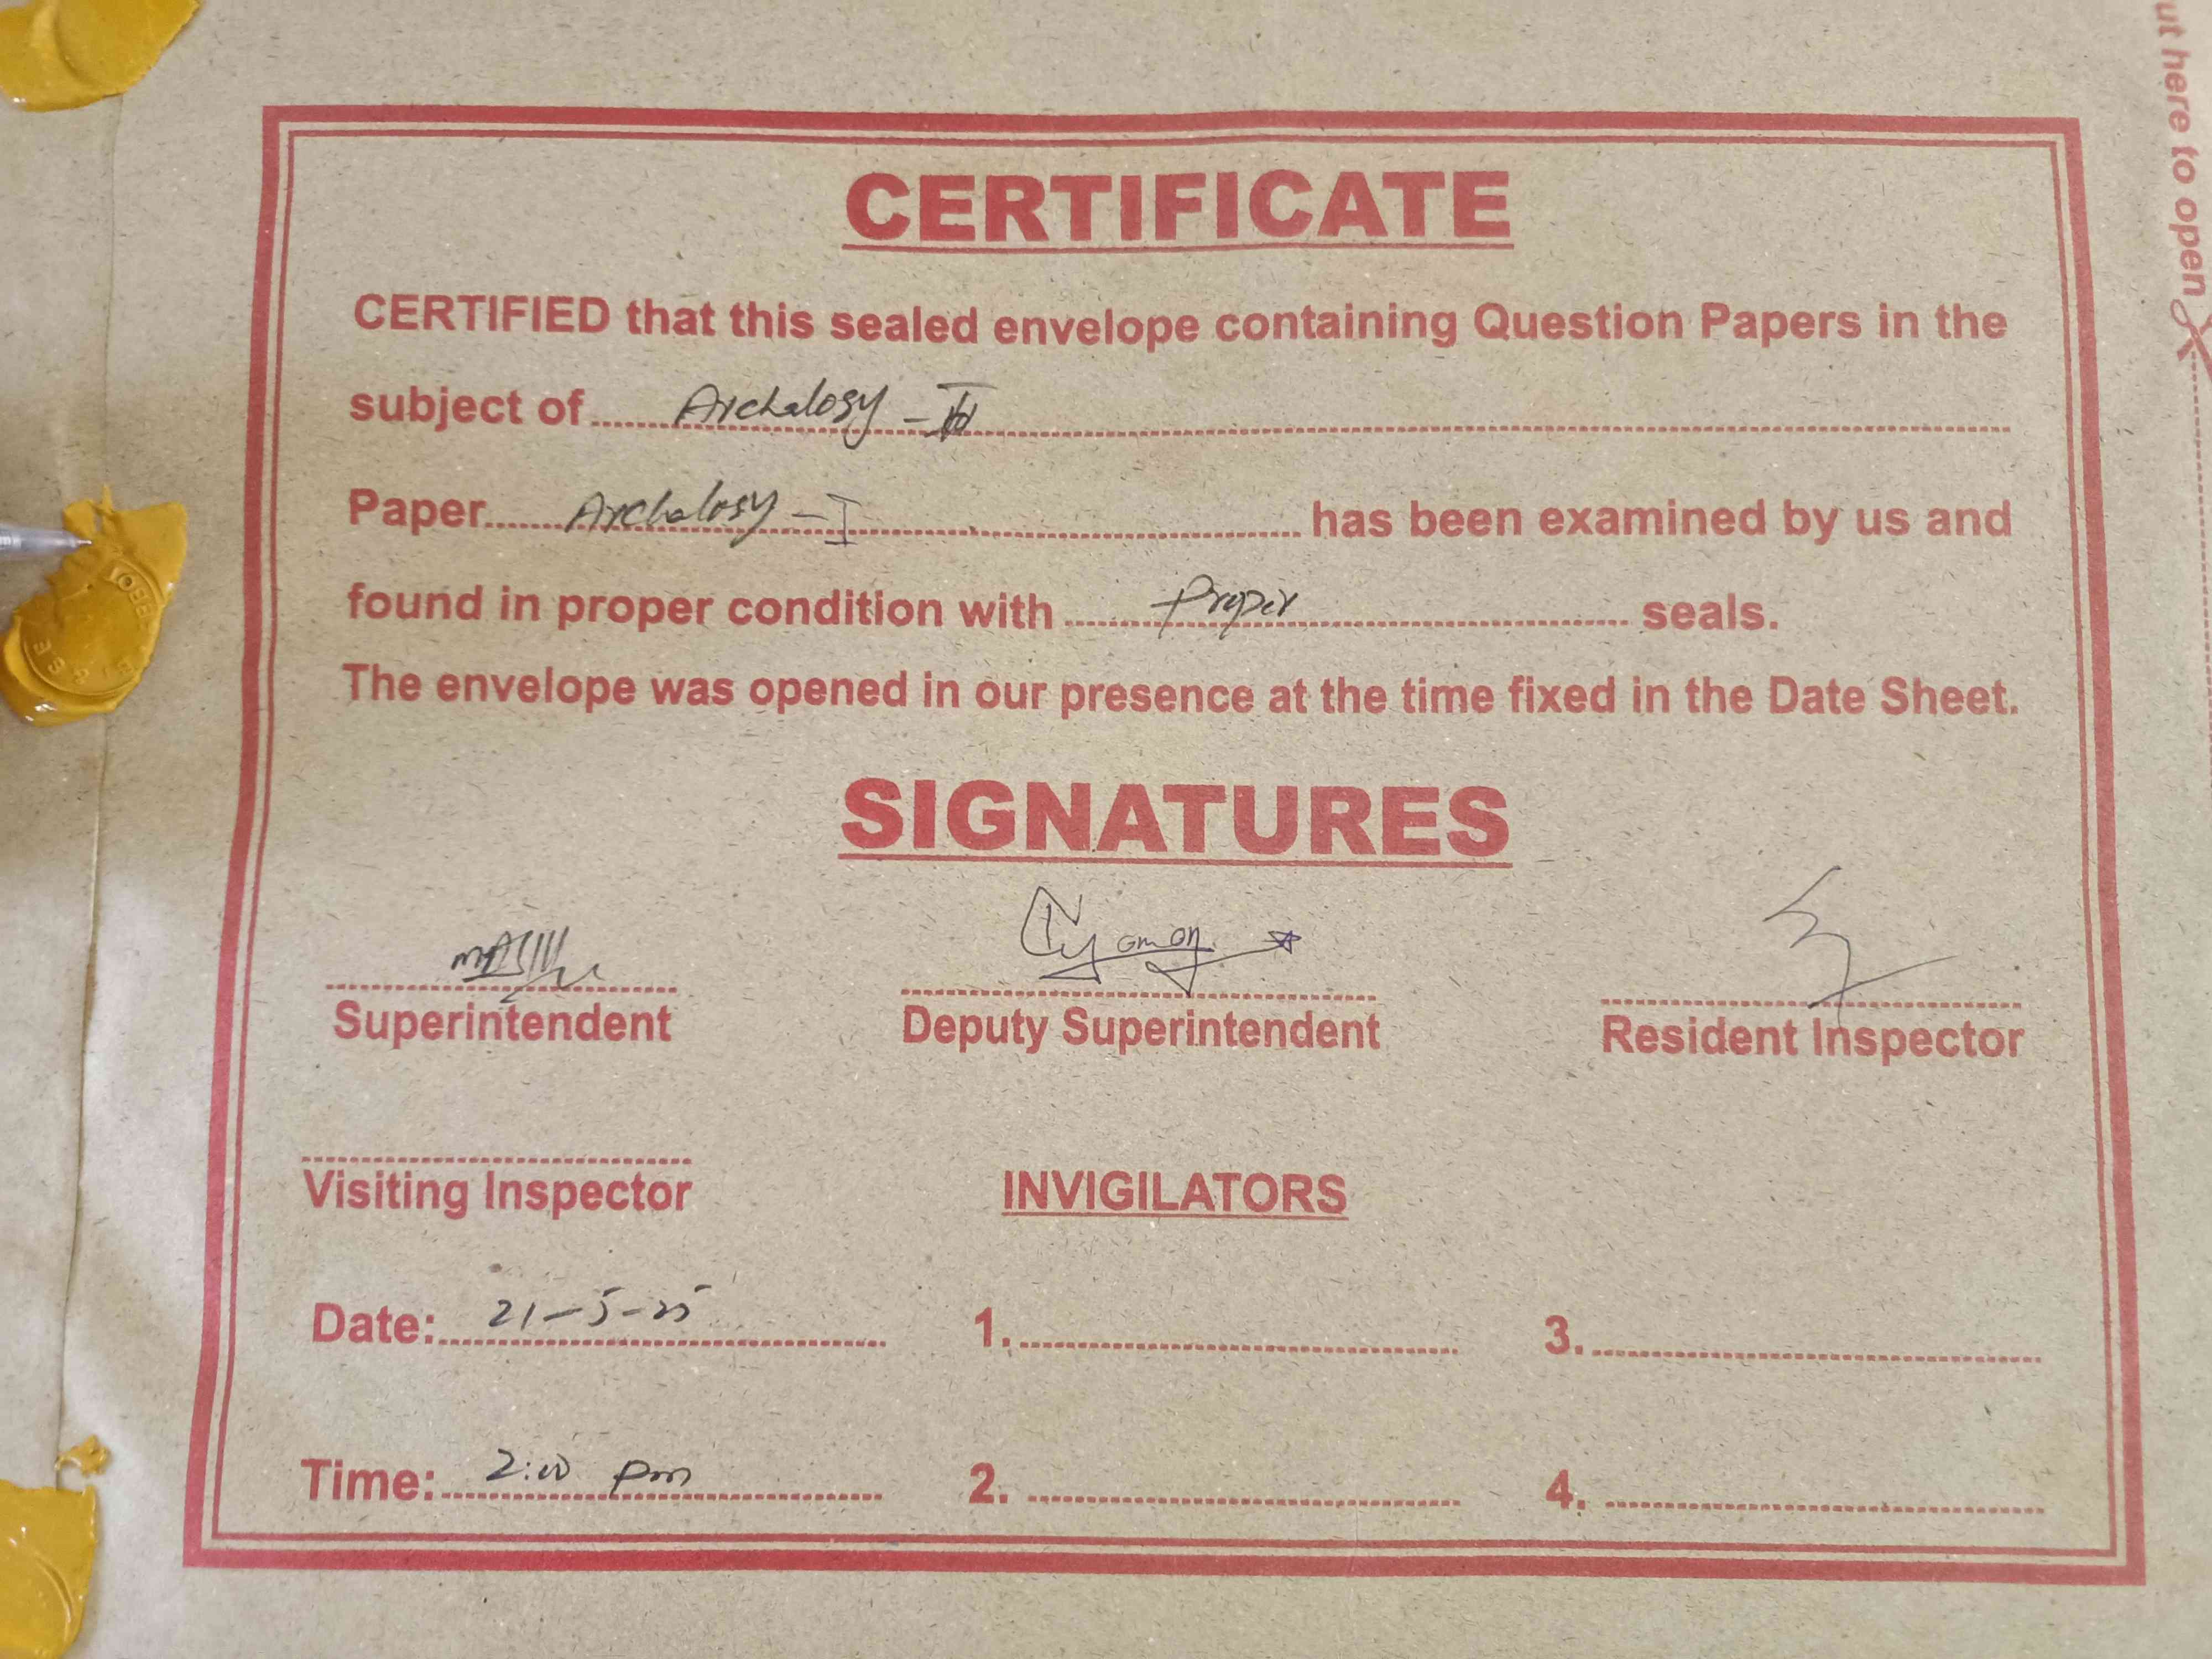 ut here to open
CERTIFICATE
CERTIFIED that this sealed envelope containing Question Papers in the
subject of Archalogy -
Paper Archalogy - I has been examined by us and
found in proper condition with Proper seals.
The envelope was opened in our presence at the time fixed in the Date Sheet.
SIGNATURES
Superintendent Deputy Superintendent Resident Inspector
Visiting Inspector INVIGILATORS
Date: 21-5-25 1. 3.
Time: 2:00 pm 2. 4.